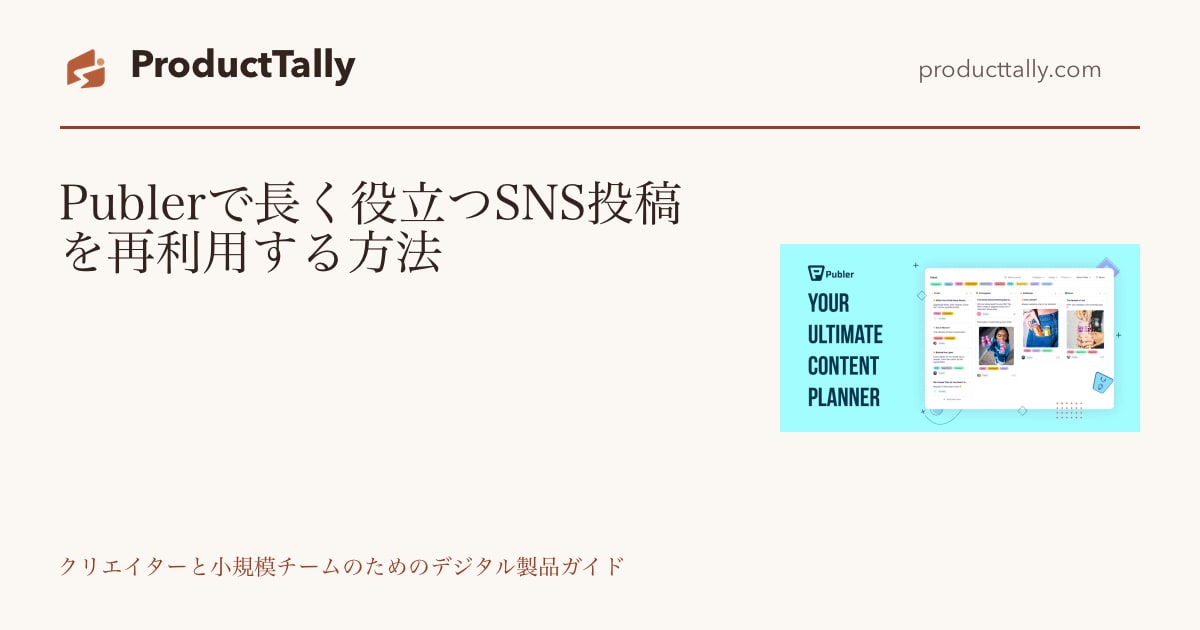 ProductTally
producttally.com
Publerで長く役立つSNS投稿
を再利用する方法
Publer
YOUR
ULTIMATE
CONTENT
PLANNER
クリエイターと小規模チームのためのデジタル製品ガイド